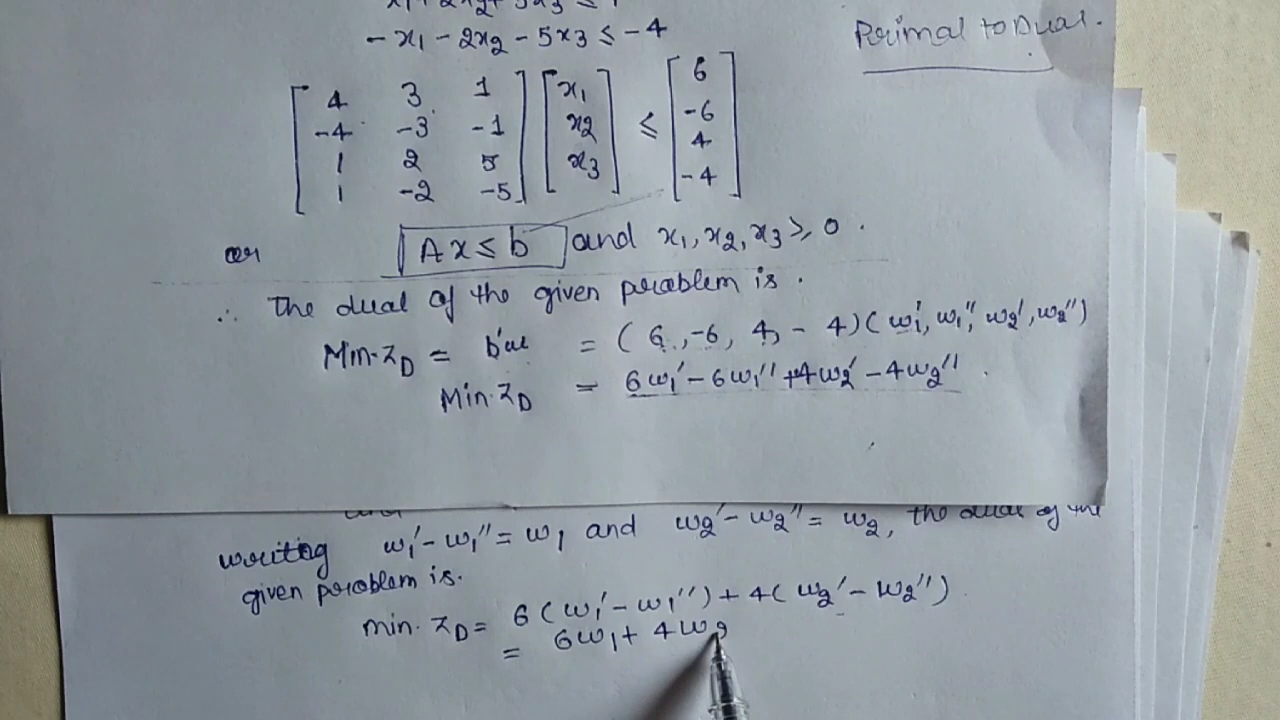 x₁ + 2x₂ + 5x₃ ≤ 4
- x₁ - 2x₂ - 5x₃ ≤ -4
Primal to Dual.
4 3 1 x₁ 6
-4 -3 -1 x₂ ≤ -6
1 2 5 x₃ 4
1 -2 -5 -4
or Ax ≤ b and x₁, x₂, x₃ ≥ 0.
∴ The dual of the given problem is.
Min. Z_D = b'w = (6, -6, 4, -4)(w₁', w₁'', w₂', w₂'')
Min. Z_D = 6w₁' - 6w₁'' + 4w₂' - 4w₂''.
writing w₁' - w₁'' = w₁ and w₂' - w₂'' = w₂, the dual of the
given problem is.
min. Z_D = 6(w₁' - w₁'') + 4(w₂' - w₂'')
= 6w₁ + 4w₂